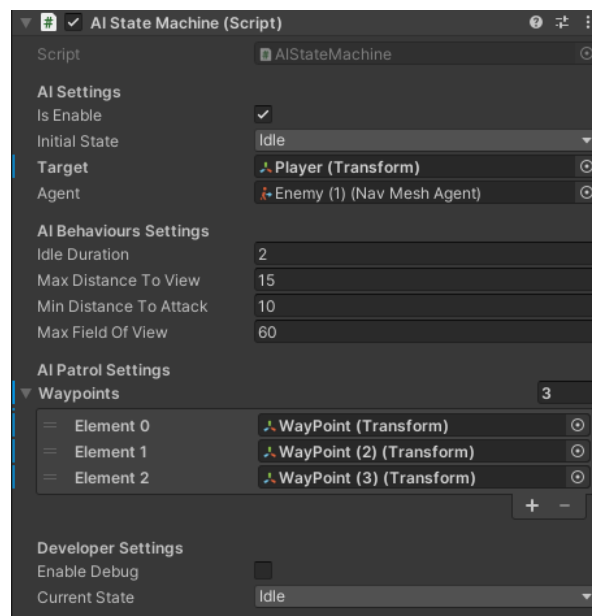 AI State Machine (Script)
Script AIStateMachine
AI Settings
Is Enable
Initial State Idle
Target Player (Transform)
Agent Enemy (1) (Nav Mesh Agent)
AI Behaviours Settings
Idle Duration 2
Max Distance To View 15
Min Distance To Attack 10
Max Field Of View 60
AI Patrol Settings
Waypoints 3
Element 0 WayPoint (Transform)
Element 1 WayPoint (2) (Transform)
Element 2 WayPoint (3) (Transform)
Developer Settings
Enable Debug
Current State Idle